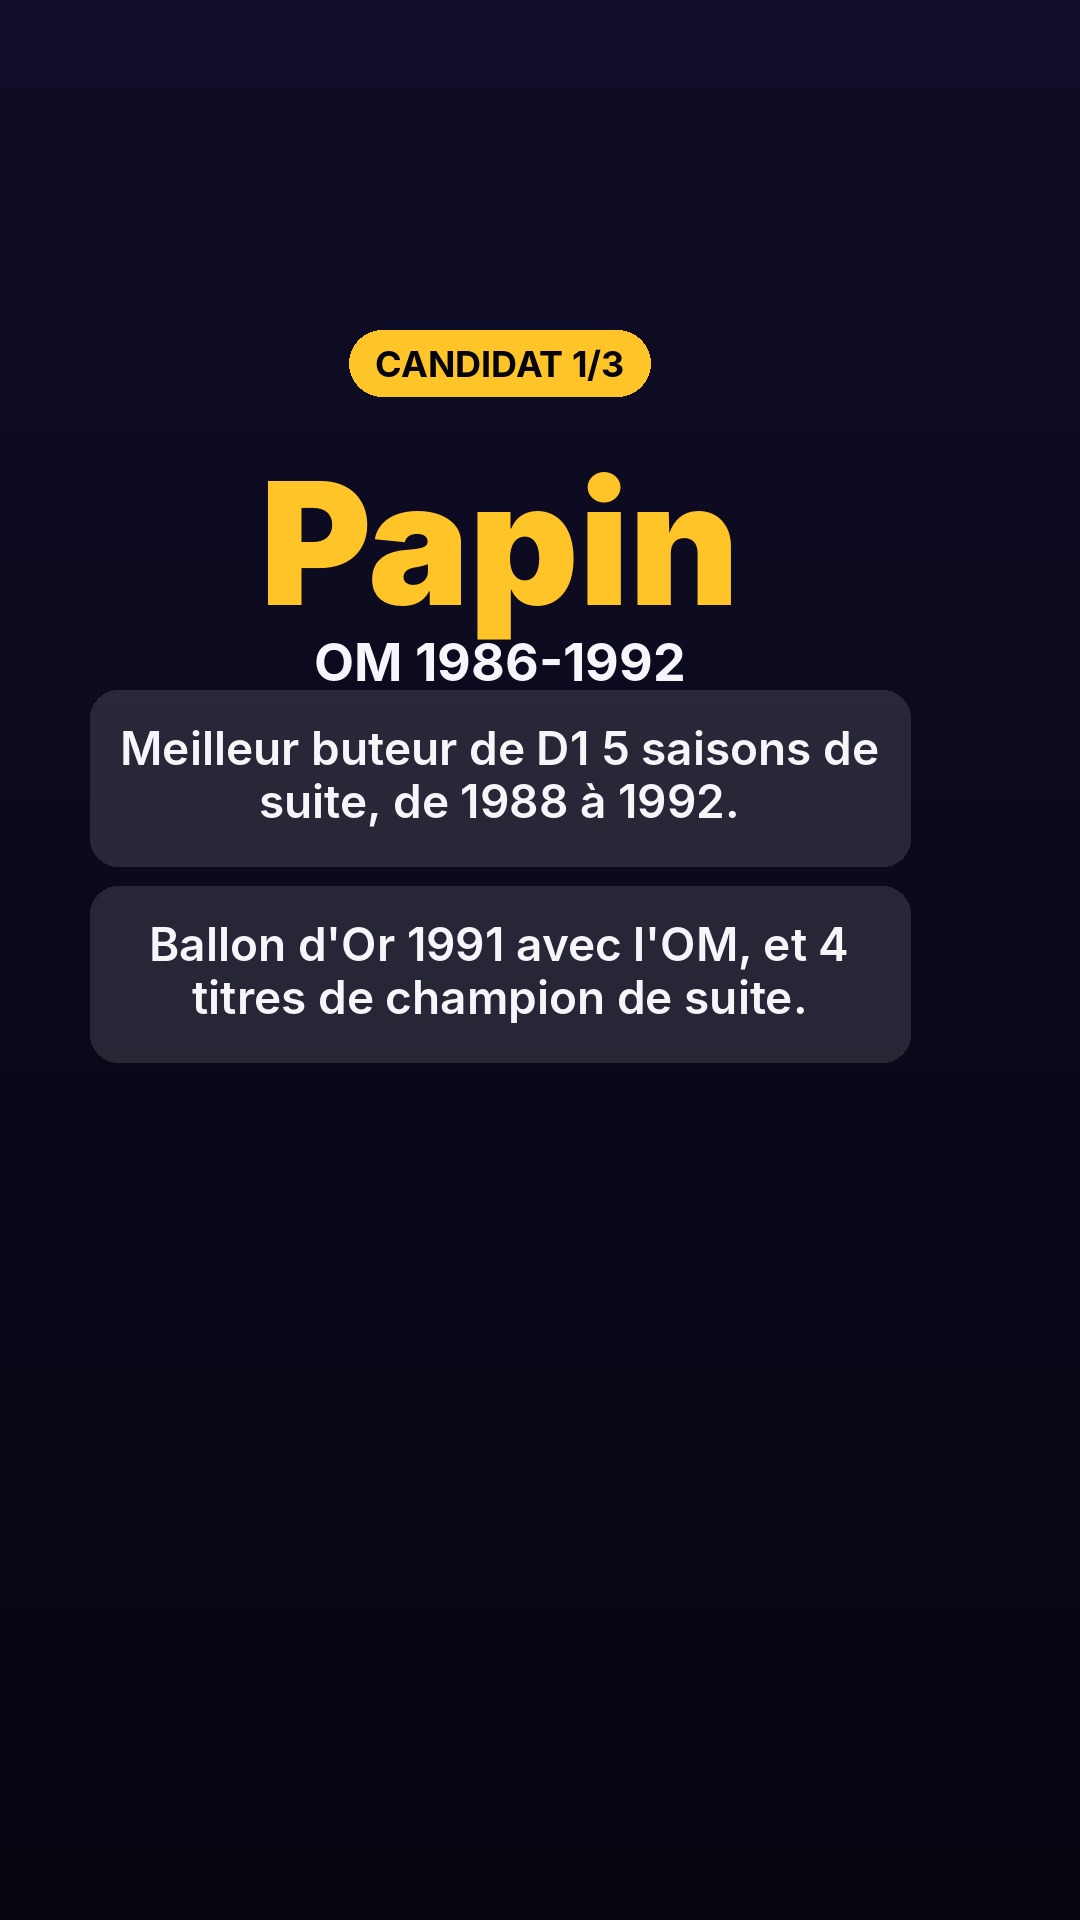 CANDIDAT 1/3
Papin
OM 1986-1992
Meilleur buteur de D1 5 saisons de
suite, de 1988 à 1992.
Ballon d'Or 1991 avec l'OM, et 4
titres de champion de suite.